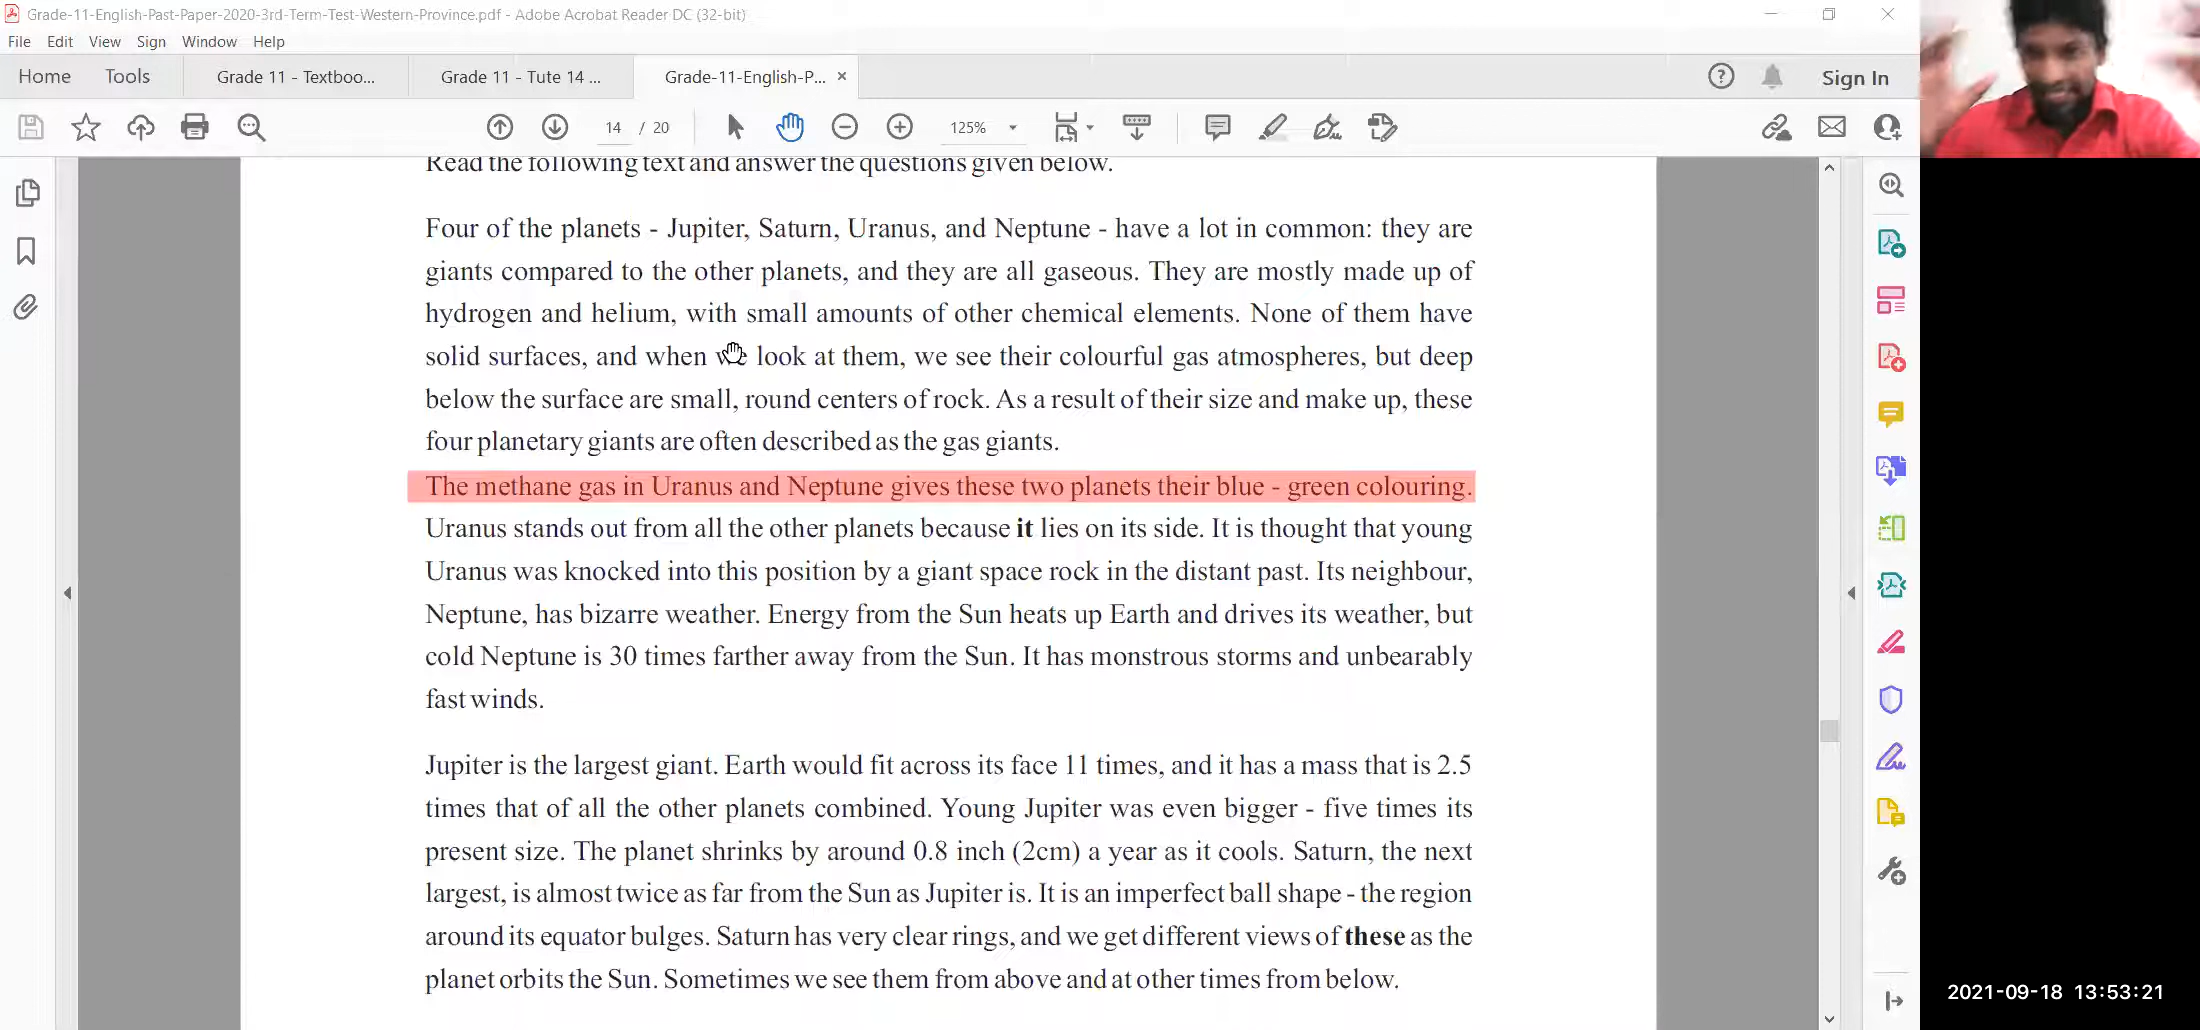 Grade-11-English-Past-Paper-2020-3rd-Term-Test-Western-Province.pdf - Adobe Acrobat Reader DC (32-bit)
File Edit View Sign Window Help
Home Tools Grade 11 - Textboo... Grade 11 - Tute 14 ... Grade-11-English-P... × Sign In
14 / 20 125%
Read the following text and answer the questions given below.
Four of the planets - Jupiter, Saturn, Uranus, and Neptune - have a lot in common: they are
giants compared to the other planets, and they are all gaseous. They are mostly made up of
hydrogen and helium, with small amounts of other chemical elements. None of them have
solid surfaces, and when we look at them, we see their colourful gas atmospheres, but deep
below the surface are small, round centers of rock. As a result of their size and make up, these
four planetary giants are often described as the gas giants.
The methane gas in Uranus and Neptune gives these two planets their blue - green colouring.
Uranus stands out from all the other planets because it lies on its side. It is thought that young
Uranus was knocked into this position by a giant space rock in the distant past. Its neighbour,
Neptune, has bizarre weather. Energy from the Sun heats up Earth and drives its weather, but
cold Neptune is 30 times farther away from the Sun. It has monstrous storms and unbearably
fast winds.
Jupiter is the largest giant. Earth would fit across its face 11 times, and it has a mass that is 2.5
times that of all the other planets combined. Young Jupiter was even bigger - five times its
present size. The planet shrinks by around 0.8 inch (2cm) a year as it cools. Saturn, the next
largest, is almost twice as far from the Sun as Jupiter is. It is an imperfect ball shape - the region
around its equator bulges. Saturn has very clear rings, and we get different views of these as the
planet orbits the Sun. Sometimes we see them from above and at other times from below.
2021-09-18 13:53:21